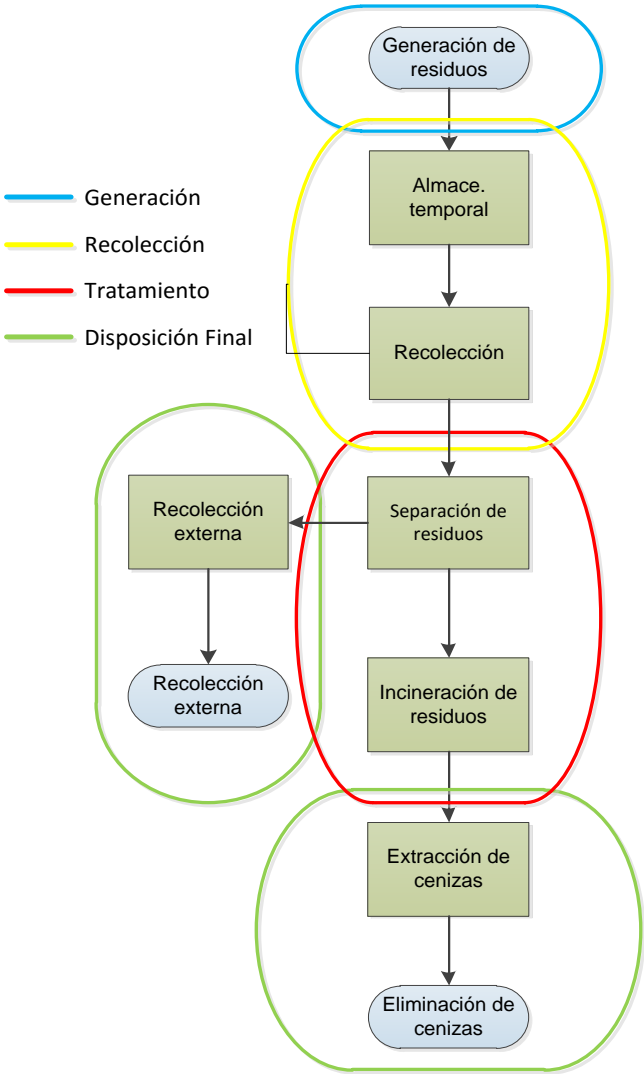 Generación de
residuos
Almace.
temporal
Generación
Recolección
Tratamiento
Disposición Final
Recolección
Recolección
externa
Separación de
residuos
Recolección
externa
Incineración de
residuos
Extracción de
cenizas
Eliminación de
cenizas